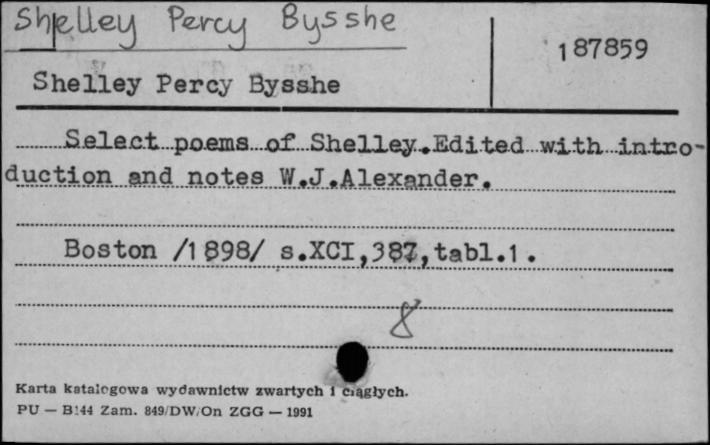 Shelley Percy Bysshe
187859
Shelley Percy Bysshe
Select poems of Shelley.Edited with intro-
duction and notes W.J.Alexander.
Boston /1898/ s.XCI,387,tabl.1.
8
Karta katalogowa wydawnictw zwartych i ciągłych.
PU — B144 Zam. 849/DW/On ZGG — 1991